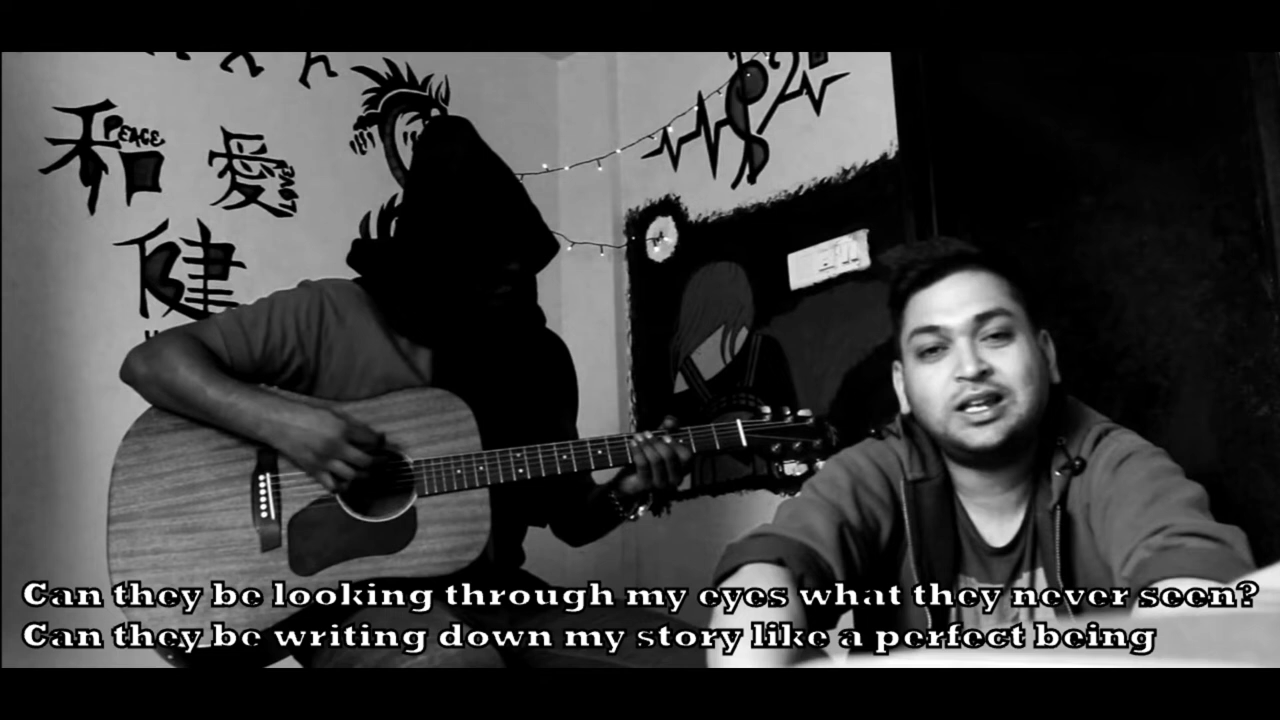 和 PEACE
愛 LOVE
健
Can they be looking through my eyes what they never seen?
Can they be writing down my story like a perfect being